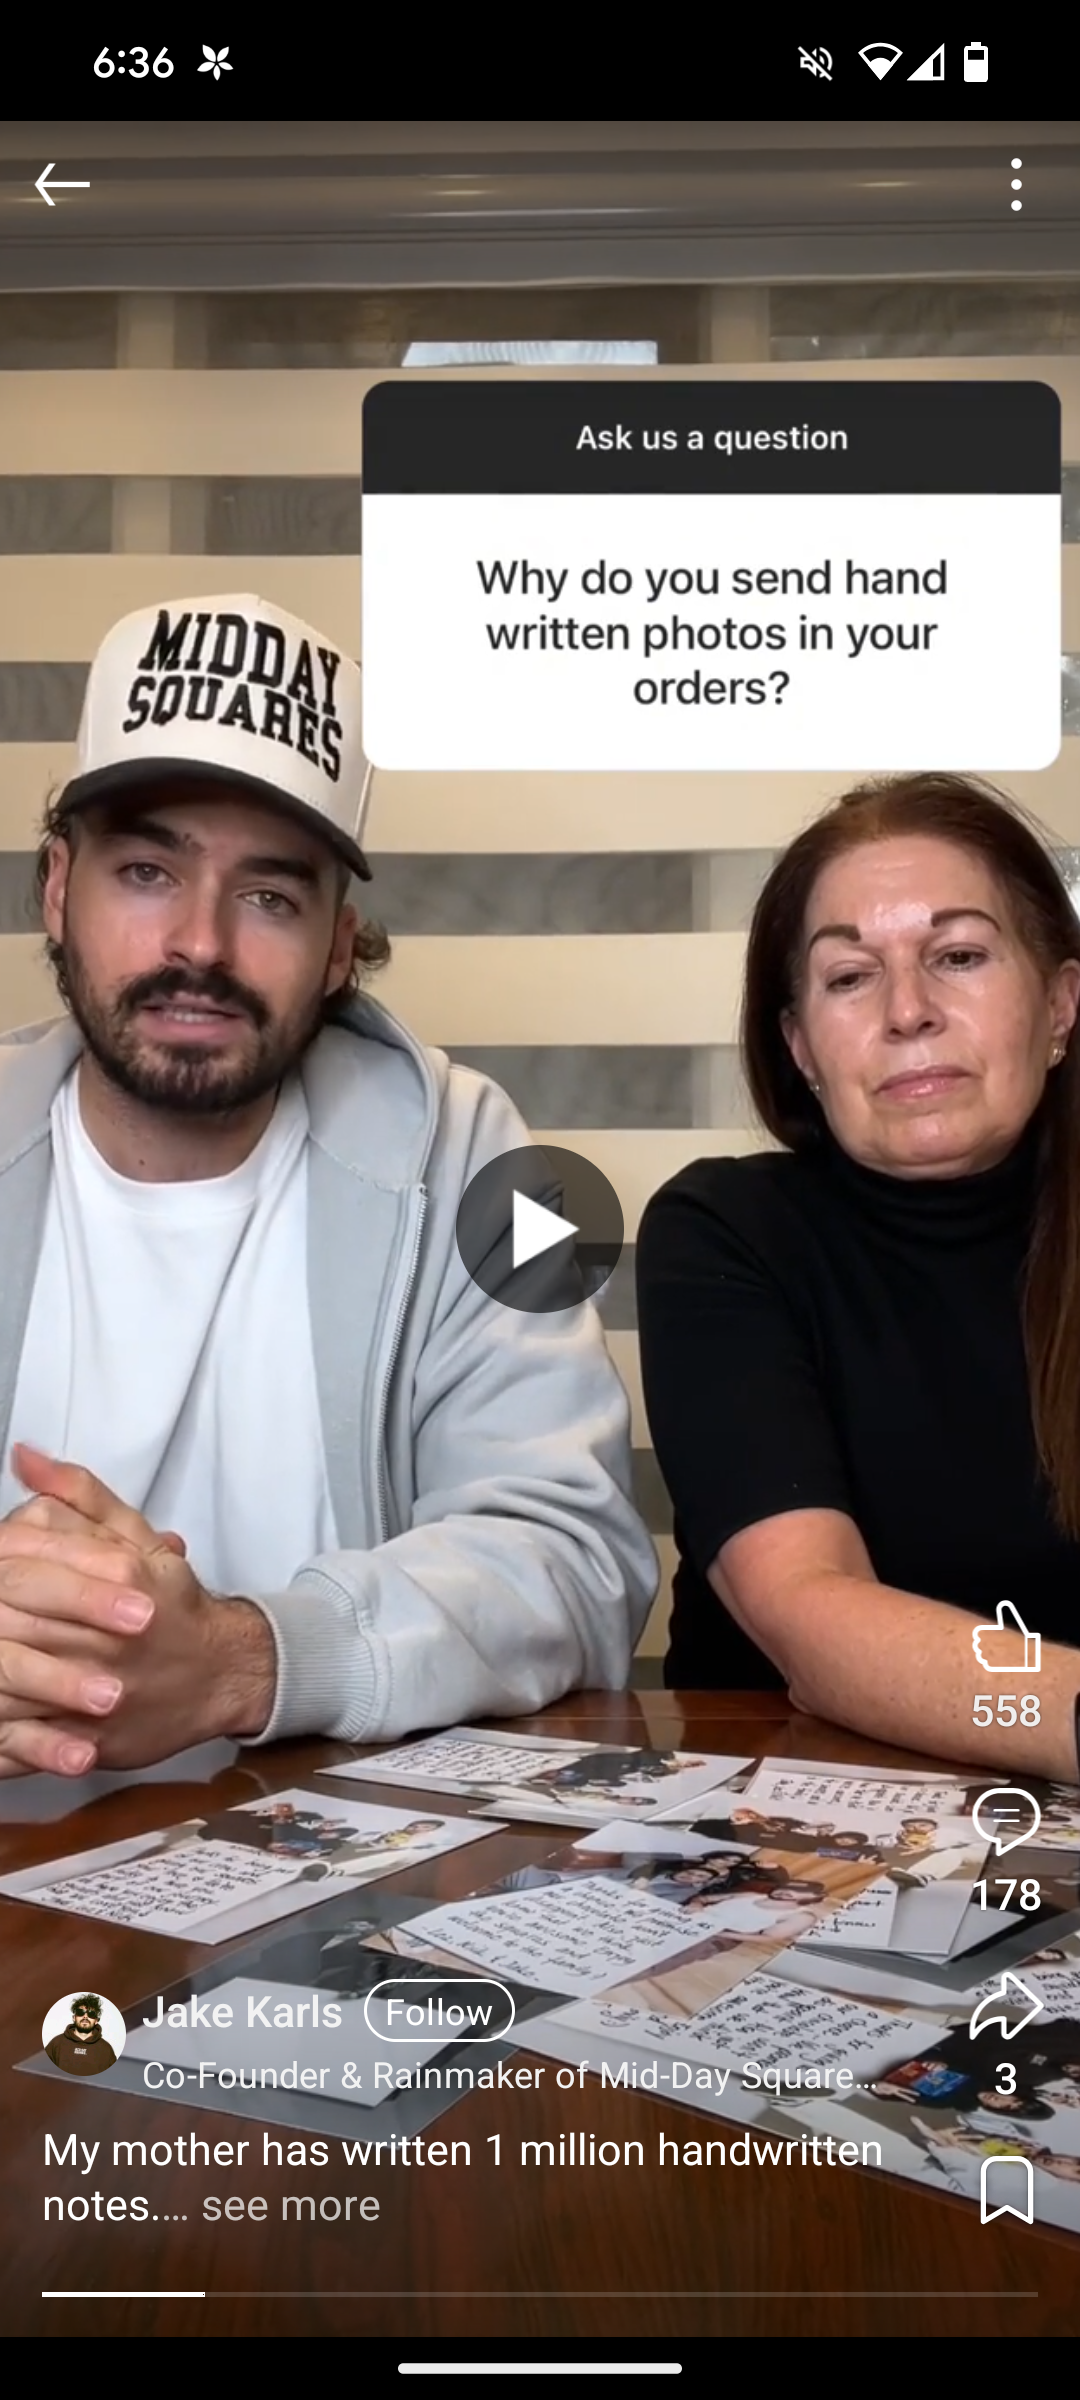 6:36
Ask us a question
Why do you send hand
written photos in your
orders?
MIDDAY
SQUARES
558
178
Jake Karls
Follow
Co-Founder & Rainmaker of Mid-Day Square...
3
My mother has written 1 million handwritten
notes.... see more